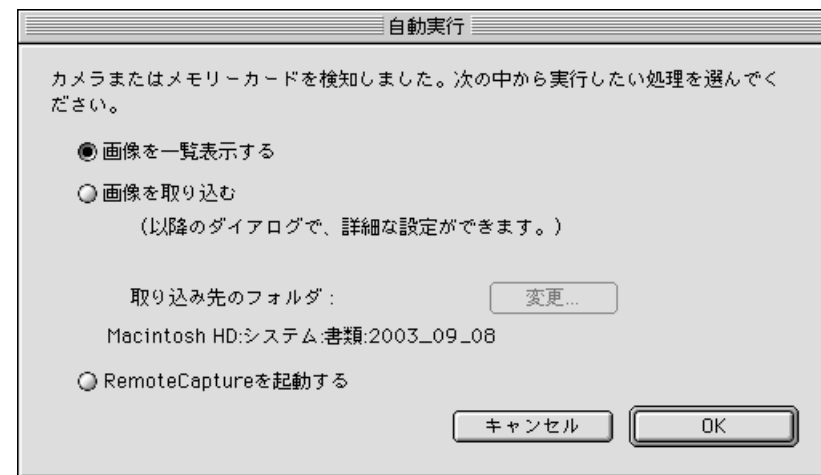 自動実行
カメラまたはメモリーカードを検知しました。次の中から実行したい処理を選んでく
ださい。
画像を一覧表示する
画像を取り込む
（以降のダイアログで、詳細な設定ができます。）
取り込み先のフォルダ：
変更...
Macintosh HD:システム:書類:2003_09_08
RemoteCaptureを起動する
キャンセル
OK